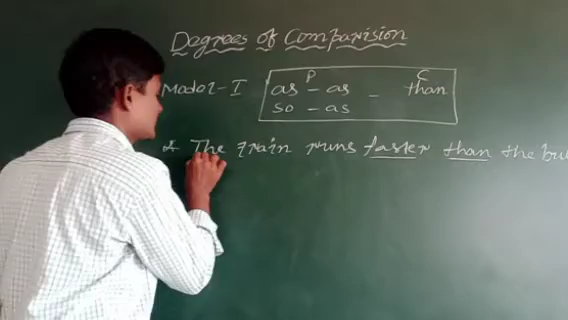 Degrees of Comparision
P C
Model-I as - as - than
so - as
* The train runs faster than the bu